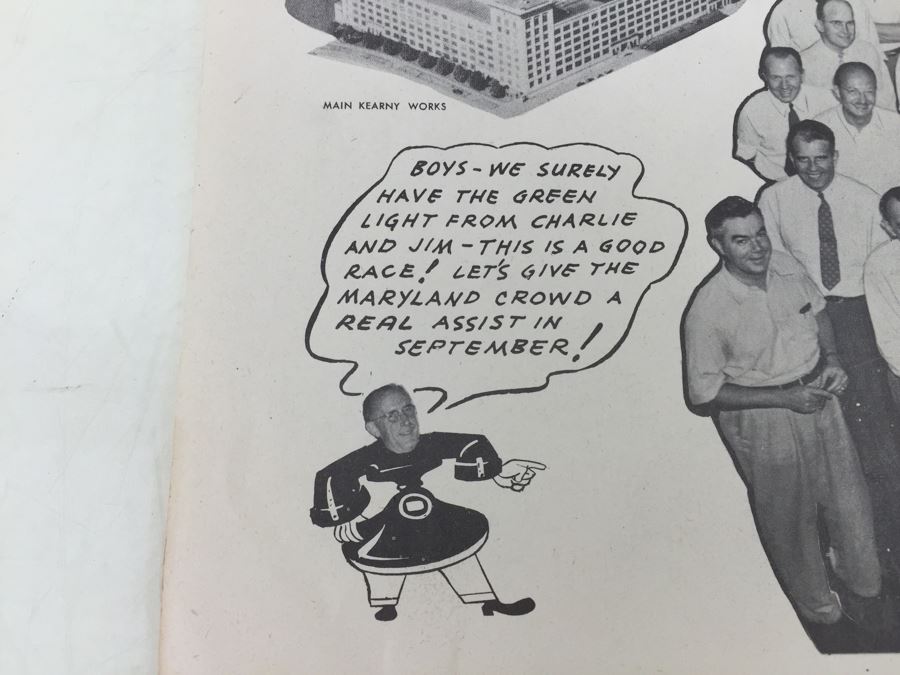 MAIN KEARNY WORKS
BOYS - WE SURELY
HAVE THE GREEN
LIGHT FROM CHARLIE
AND JIM - THIS IS A GOOD
RACE! LET'S GIVE THE
MARYLAND CROWD A
REAL ASSIST IN
SEPTEMBER!